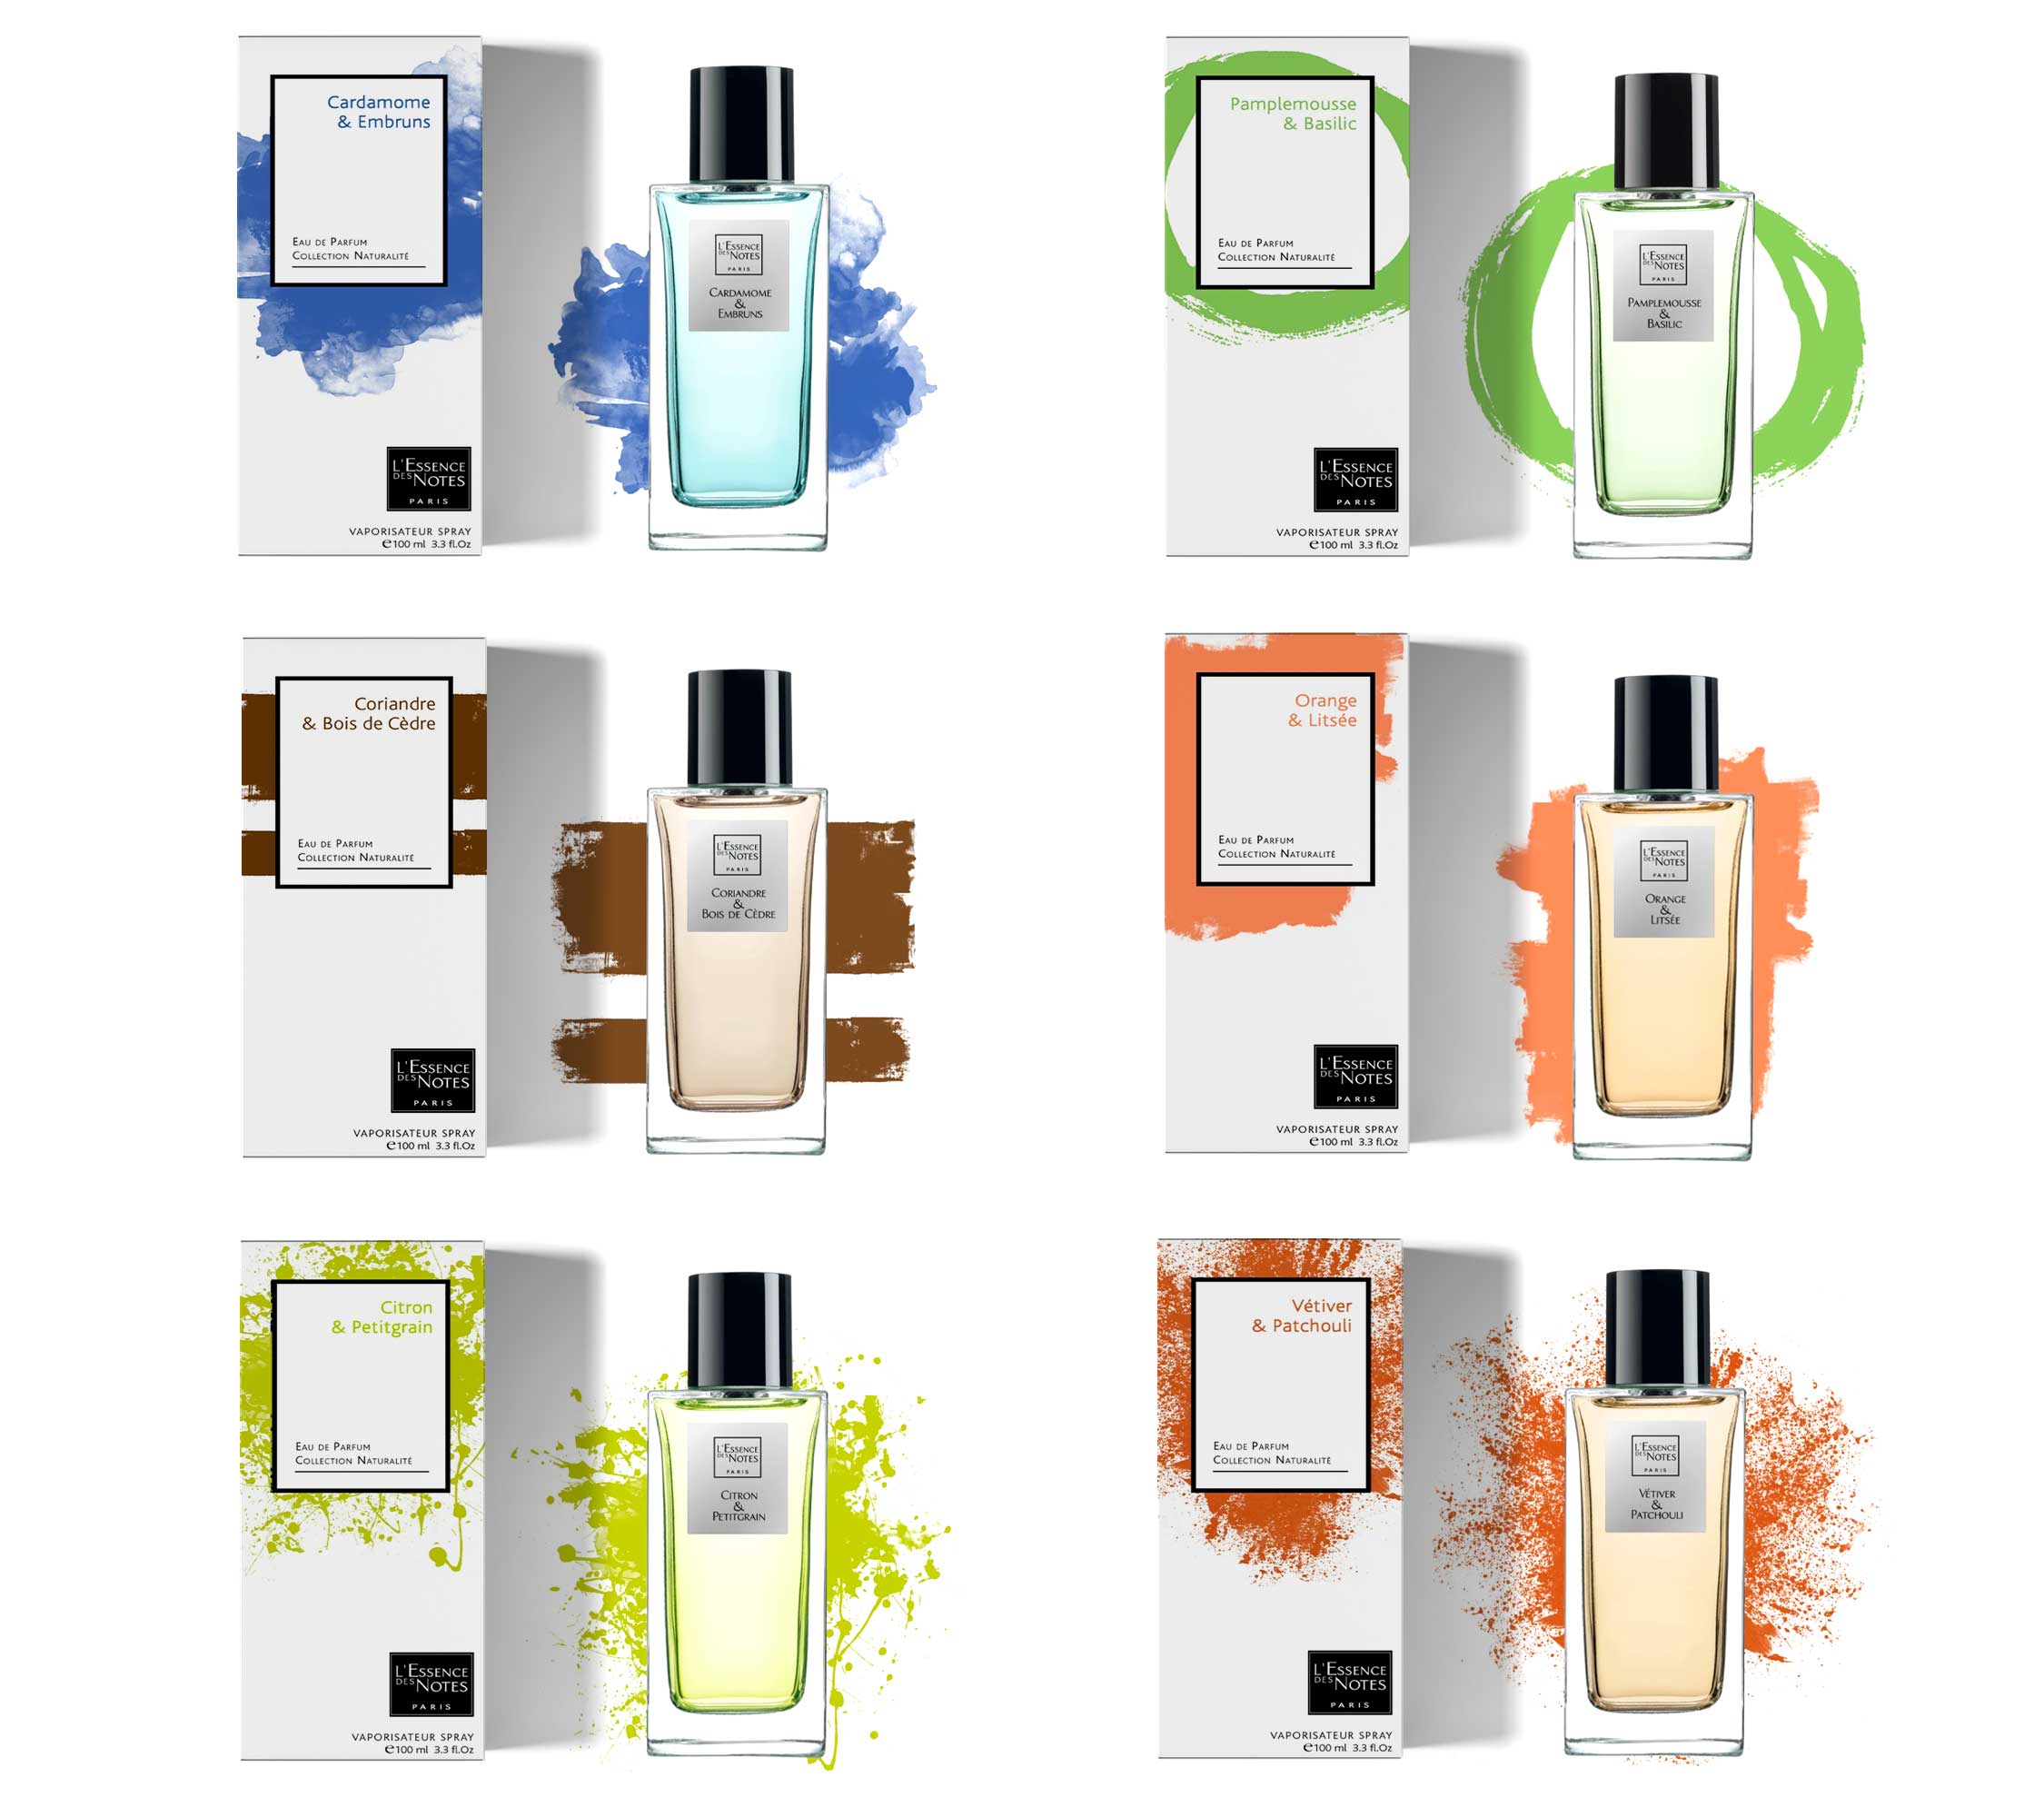 Cardamome
& Embruns
Eau de Parfum
Collection Naturalité
L'Essence
des Notes
PARIS
VAPORISATEUR SPRAY
℮100 ml 3.3 fl.Oz
L'Essence
des Notes
PARIS
Cardamome
&
Embruns
Pamplemousse
& Basilic
Eau de Parfum
Collection Naturalité
L'Essence
des Notes
PARIS
VAPORISATEUR SPRAY
℮100 ml 3.3 fl.Oz
L'Essence
des Notes
PARIS
Pamplemousse
&
Basilic
Coriandre
& Bois de Cèdre
Eau de Parfum
Collection Naturalité
L'Essence
des Notes
PARIS
VAPORISATEUR SPRAY
℮100 ml 3.3 fl.Oz
L'Essence
des Notes
PARIS
Coriandre
&
Bois de Cèdre
Orange
& Litsée
Eau de Parfum
Collection Naturalité
L'Essence
des Notes
PARIS
VAPORISATEUR SPRAY
℮100 ml 3.3 fl.Oz
L'Essence
des Notes
PARIS
Orange
&
Litsée
Citron
& Petitgrain
Eau de Parfum
Collection Naturalité
L'Essence
des Notes
PARIS
VAPORISATEUR SPRAY
℮100 ml 3.3 fl.Oz
L'Essence
des Notes
PARIS
Citron
&
Petitgrain
Vétiver
& Patchouli
Eau de Parfum
Collection Naturalité
L'Essence
des Notes
PARIS
VAPORISATEUR SPRAY
℮100 ml 3.3 fl.Oz
L'Essence
des Notes
PARIS
Vétiver
&
Patchouli